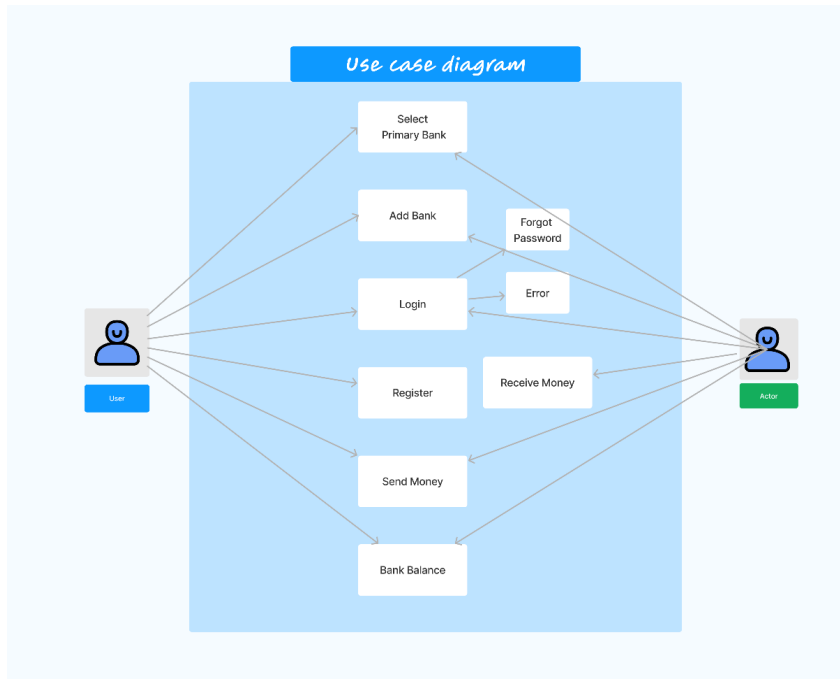 Use case diagram
Select
Primary Bank
Add Bank
Forgot
Password
Login
Error
Register
Receive Money
User
Actor
Send Money
Bank Balance